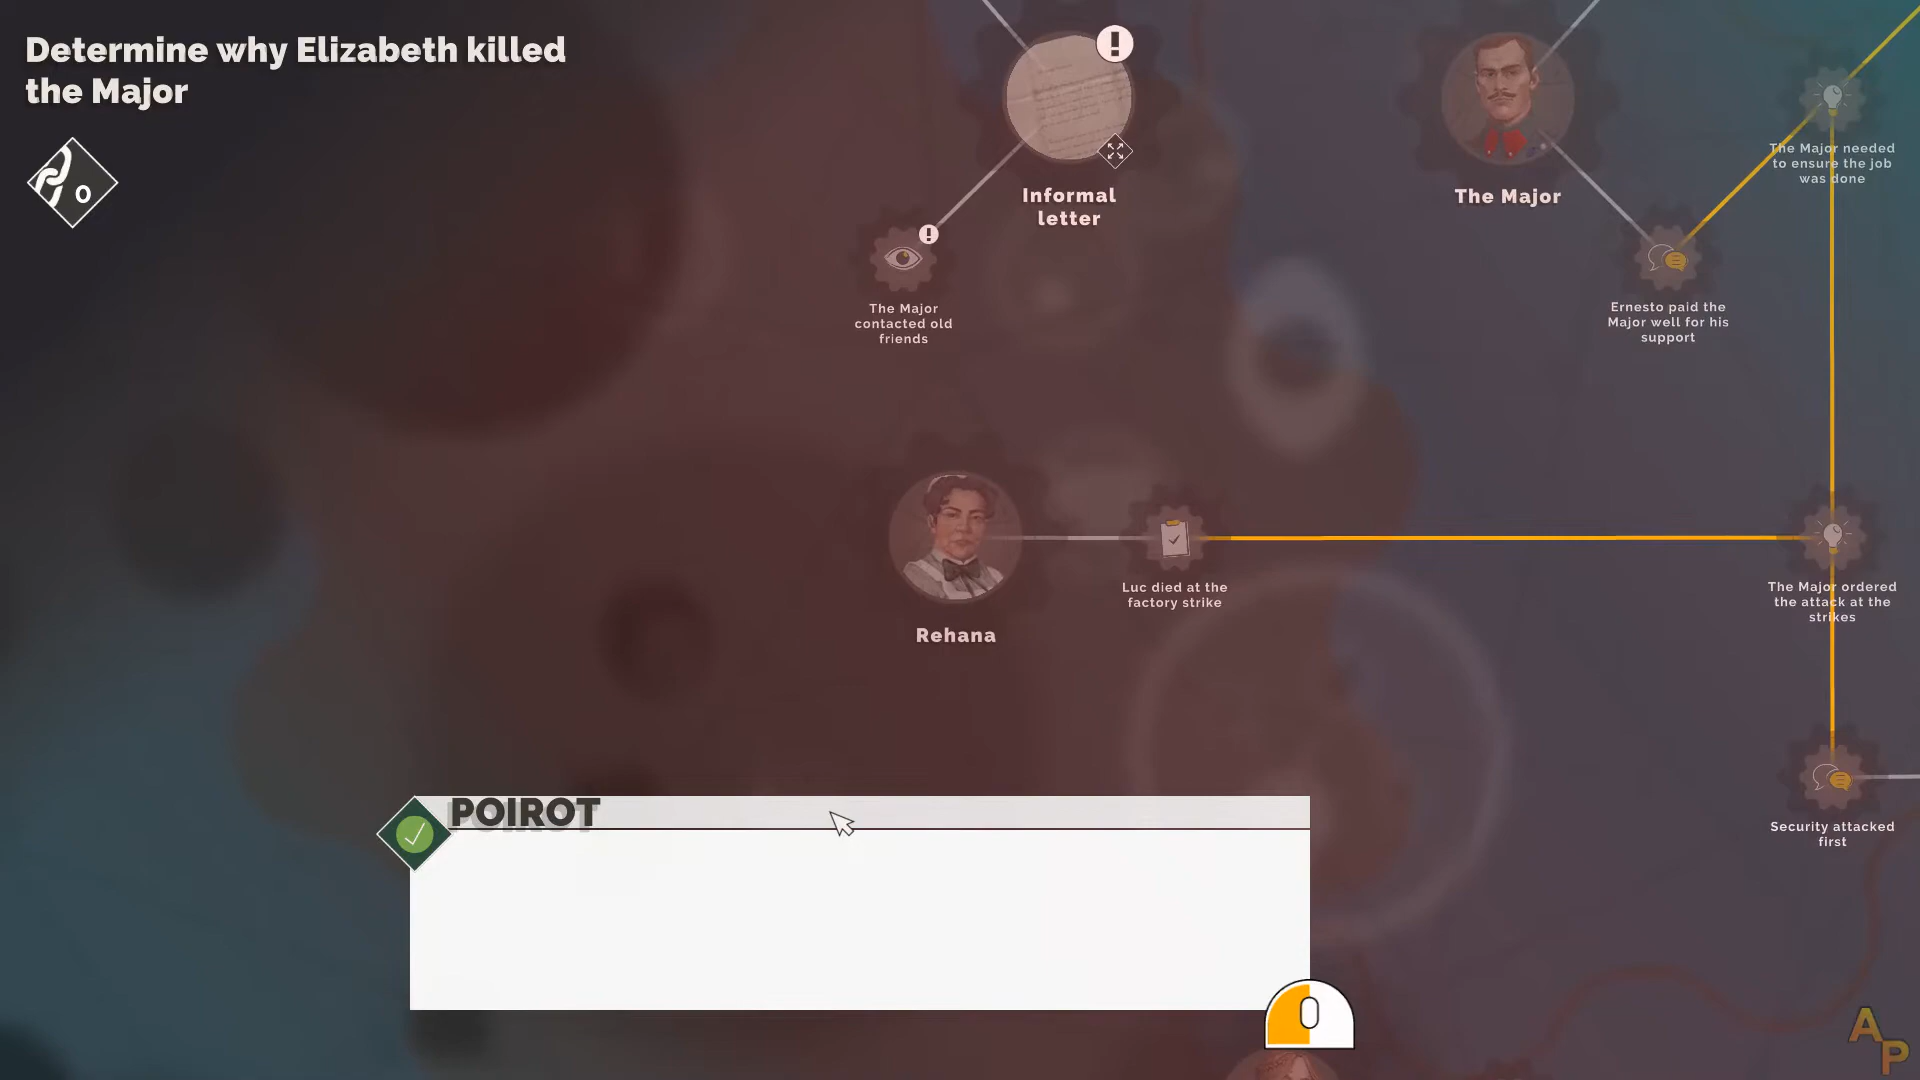 Determine why Elizabeth killed
the Major
0
!
Informal
letter
The Major
The Major needed
to ensure the job
was done
!
The Major
contacted old
friends
Ernesto paid the
Major well for his
support
Rehana
Luc died at the
factory strike
The Major ordered
the attack at the
strikes
Security attacked
first
POIROT
AP